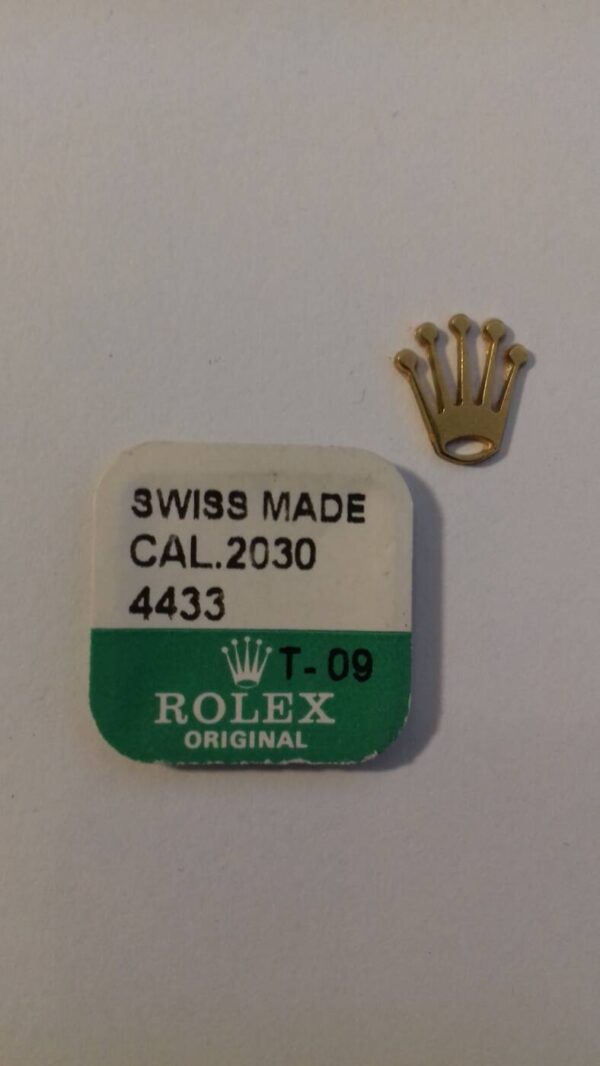 SWISS MADE
CAL.2030
4433
T-09
ROLEX
ORIGINAL